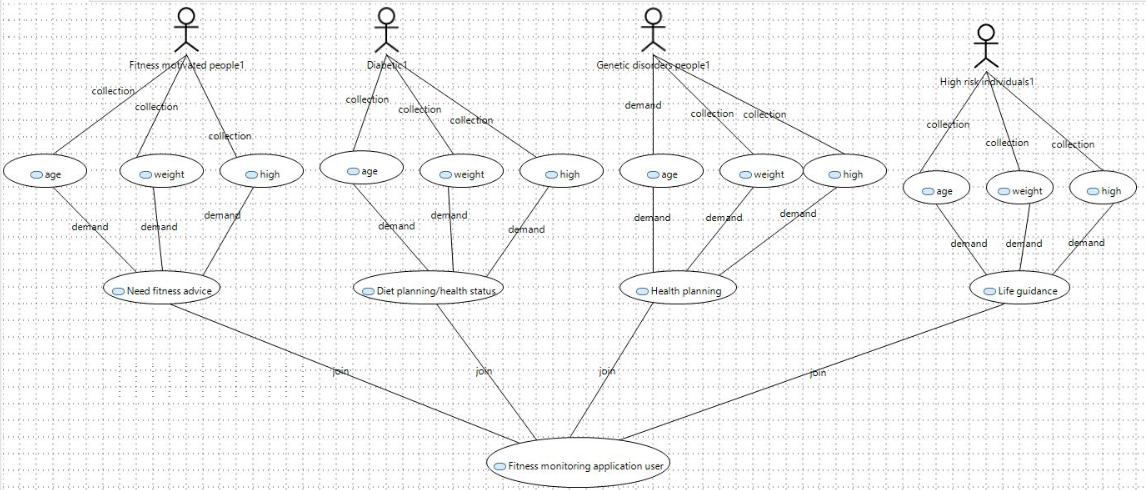 Fitness motivated people1
Diabetic1
Genetic disorders people1
High risk individuals1
collection
collection
collection
collection
collection
collection
demand
collection
collection
collection
collection
collection
age
weight
high
age
weight
high
age
weight
high
age
weight
high
demand
demand
demand
demand
demand
demand
demand
demand
demand
demand
demand
demand
Need fitness advice
Diet planning/health status
Health planning
Life guidance
join
join
join
join
Fitness monitoring application user